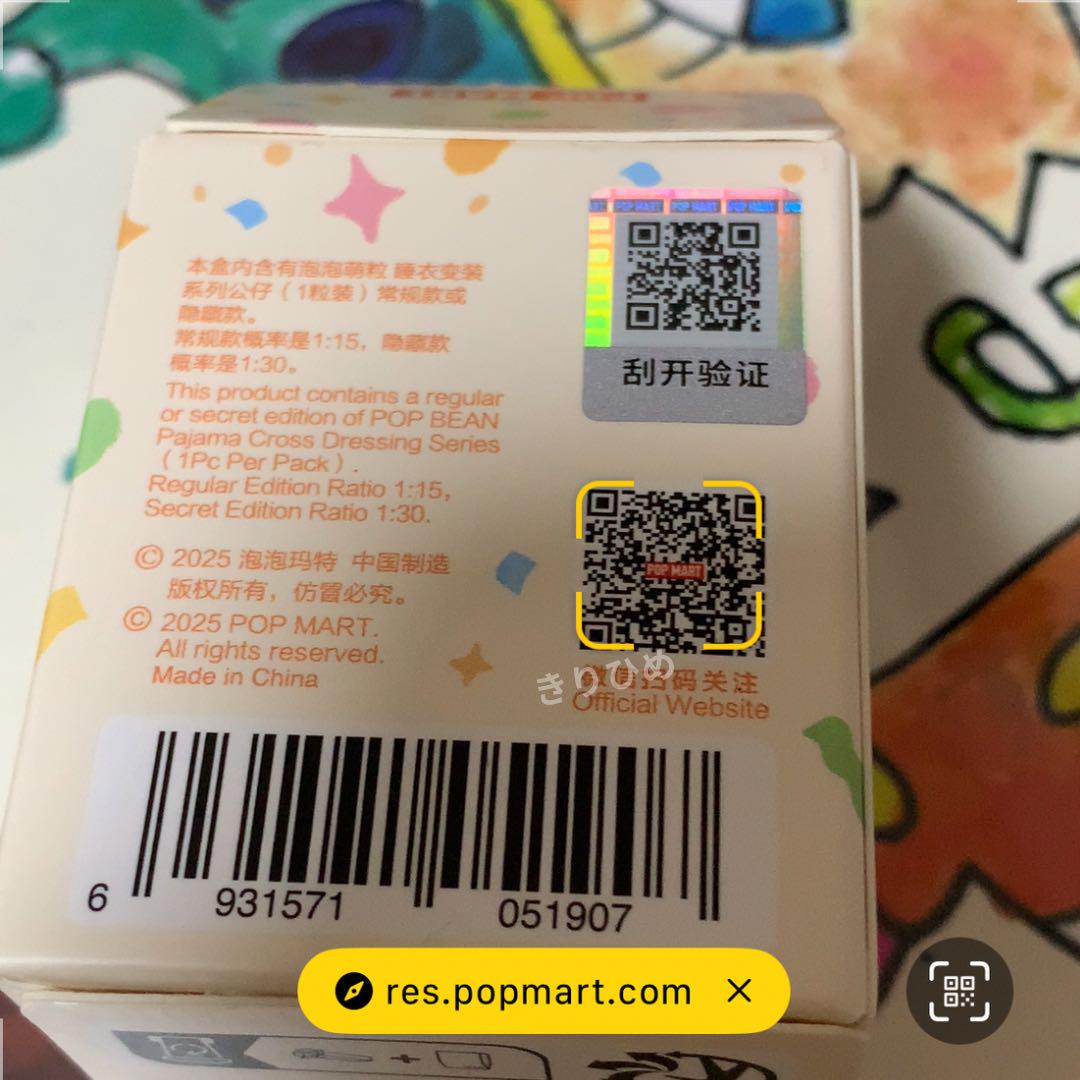 本盒内含有泡泡萌粒 睡衣变装
系列公仔（1粒装）常规款或
隐藏款。
常规款概率是1:15，隐藏款
概率是1:30。
This product contains a regular
or secret edition of POP BEAN
Pajama Cross Dressing Series
（1Pc Per Pack）.
Regular Edition Ratio 1:15,
Secret Edition Ratio 1:30.
© 2025 泡泡玛特 中国制造
版权所有，仿冒必究。
© 2025 POP MART.
All rights reserved.
Made in China
POP MART POP MART POP MART
刮开验证
POP MART
微信扫码关注
Official Website
きりひめ
6 931571 051907
res.popmart.com